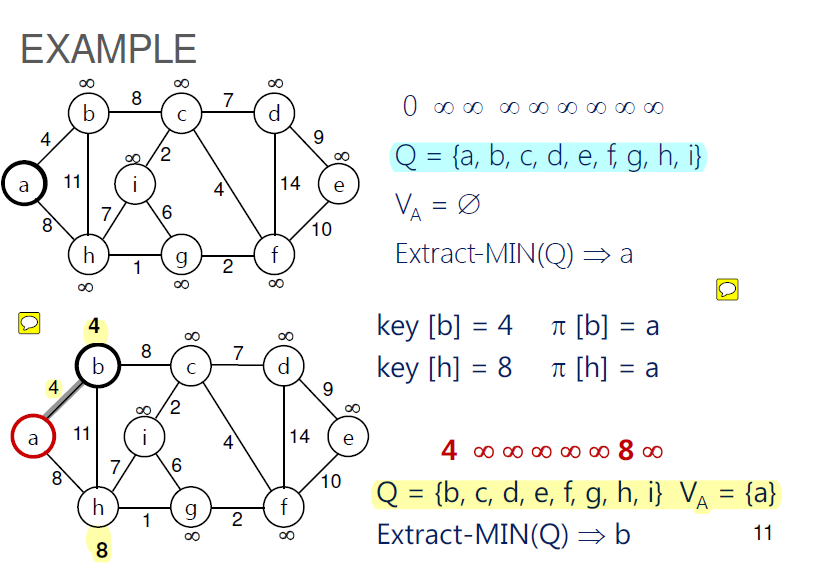 EXAMPLE
∞ ∞ ∞
b 8 c 7 d
4 9
∞ 2 ∞
a 11 i 4 14 e
8 7 6 10
h 1 g 2 f
∞ ∞ ∞
0 ∞ ∞ ∞ ∞ ∞ ∞ ∞ ∞
Q = {a, b, c, d, e, f, g, h, i}
V_A = ∅
Extract-MIN(Q) ⇒ a
4 ∞ ∞
b 8 c 7 d
4 9
∞ 2 ∞
a 11 i 4 14 e
8 7 6 10
h 1 g 2 f
8 ∞ ∞
key [b] = 4 π [b] = a
key [h] = 8 π [h] = a
4 ∞ ∞ ∞ ∞ ∞ 8 ∞
Q = {b, c, d, e, f, g, h, i} V_A = {a}
Extract-MIN(Q) ⇒ b
11